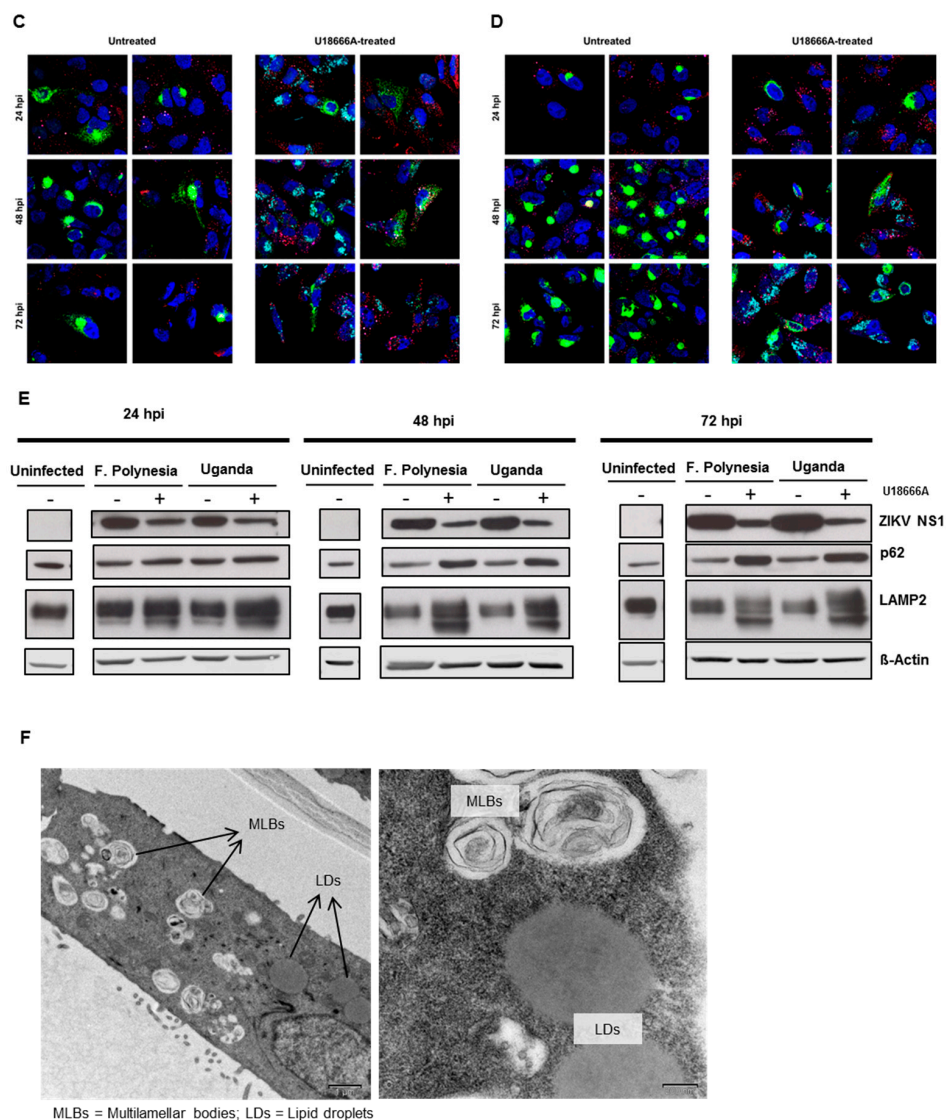 C
D
Untreated
U18666A-treated
Untreated
U18666A-treated
24 hpi
48 hpi
72 hpi
24 hpi
48 hpi
72 hpi
E
24 hpi
48 hpi
72 hpi
Uninfected F. Polynesia Uganda
Uninfected F. Polynesia Uganda
Uninfected F. Polynesia Uganda
- - + - +
- - + - +
- - + - + U18666A
ZIKV NS1
p62
LAMP2
ß-Actin
F
MLBs
LDs
MLBs
LDs
MLBs = Multilamellar bodies; LDs = Lipid droplets